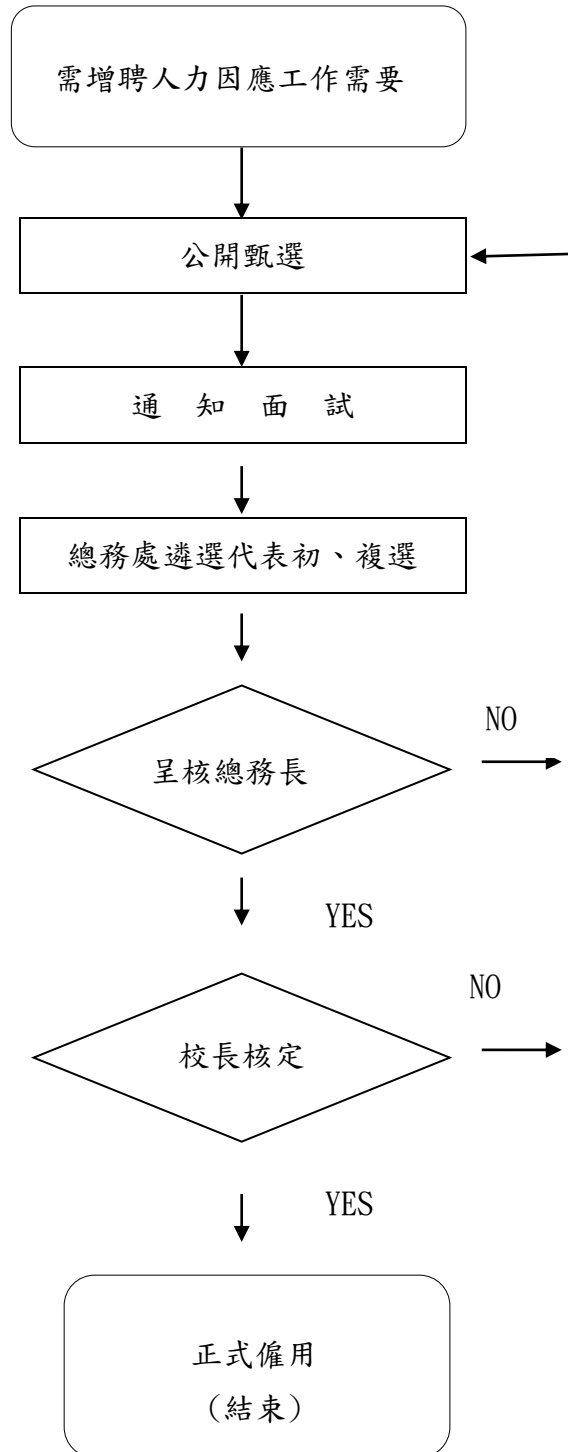 需增聘人力因應工作需要
公開甄選
通 知 面 試
總務處遴選代表初、複選
呈核總務長
NO
YES
NO
校長核定
YES
正式僱用
(結束)